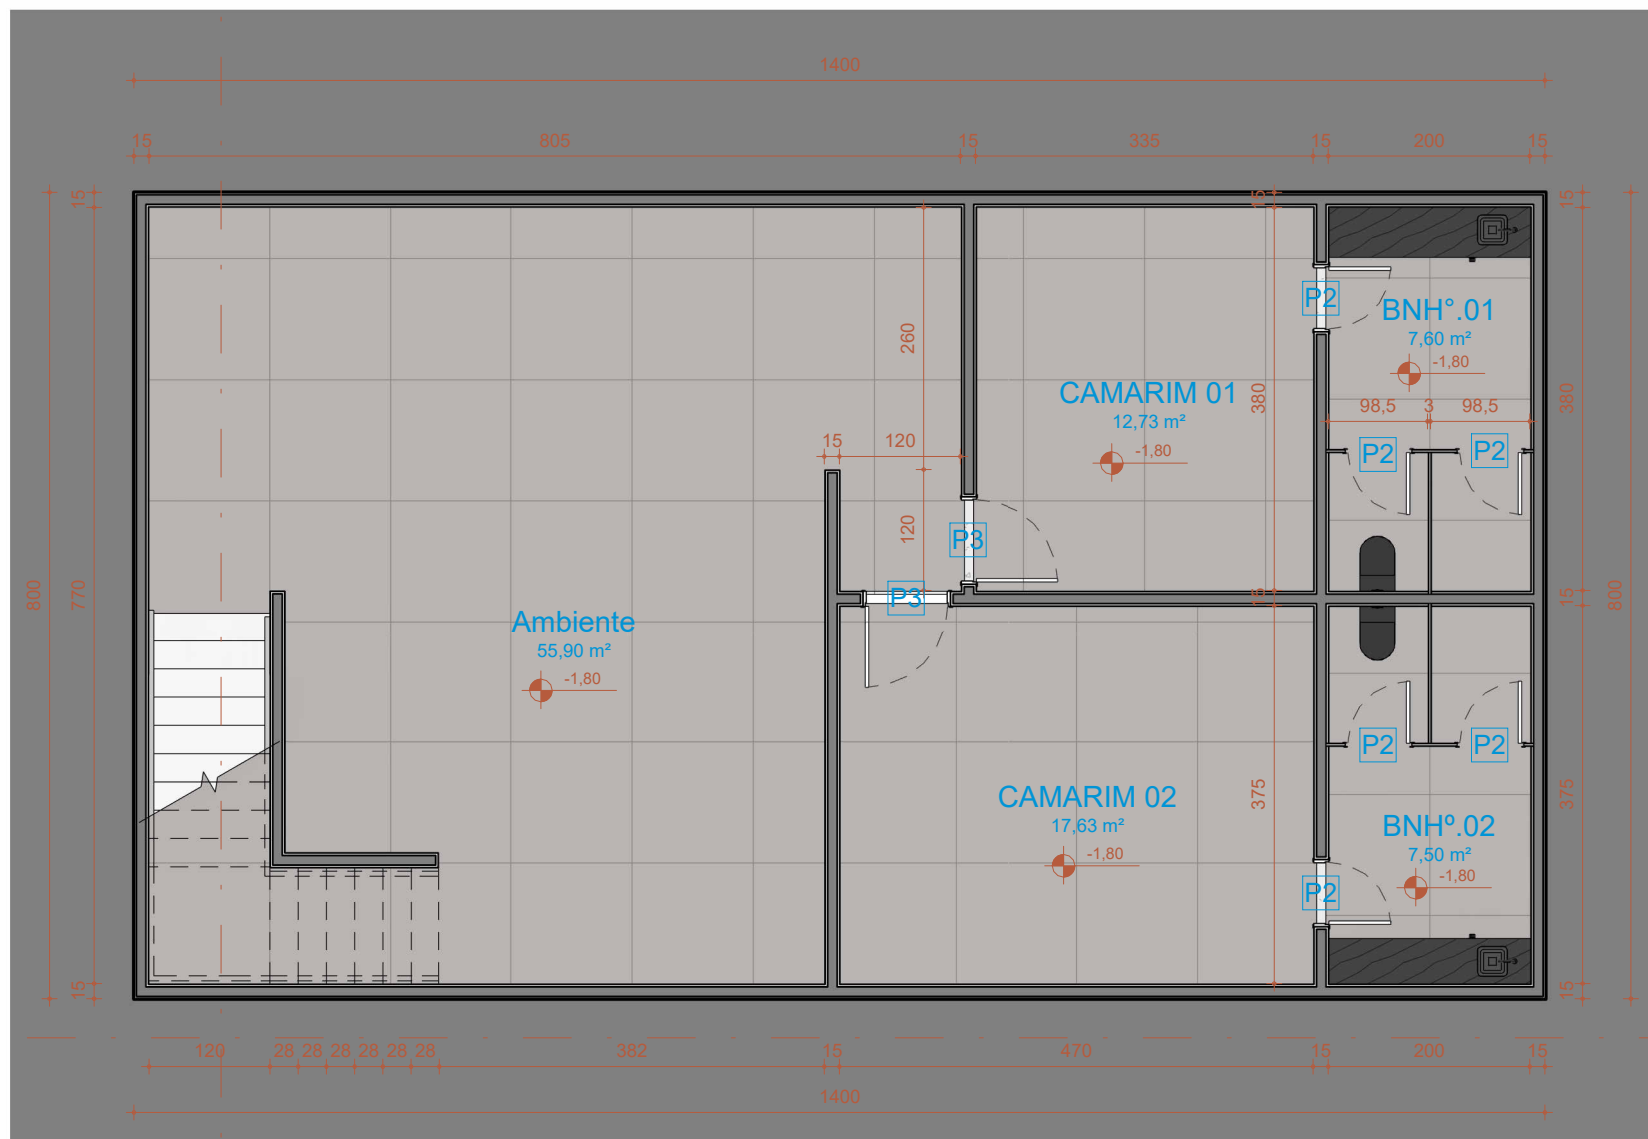 1400
15 805 15 335 15 200 15
15 15 15 15
P2
BNH°.01
7,60 m²
-1,80
260
CAMARIM 01
12,73 m²
-1,80
380
380
98,5 3 98,5
15 120
P2 P2
120
P3
P3
800 770
15 15 800
Ambiente
55,90 m²
-1,80
P2 P2
CAMARIM 02
17,63 m²
-1,80
375
375
BNHº.02
7,50 m²
-1,80
P2
15 15
120 28 28 28 28 28 28 382 15 470 15 200 15
1400